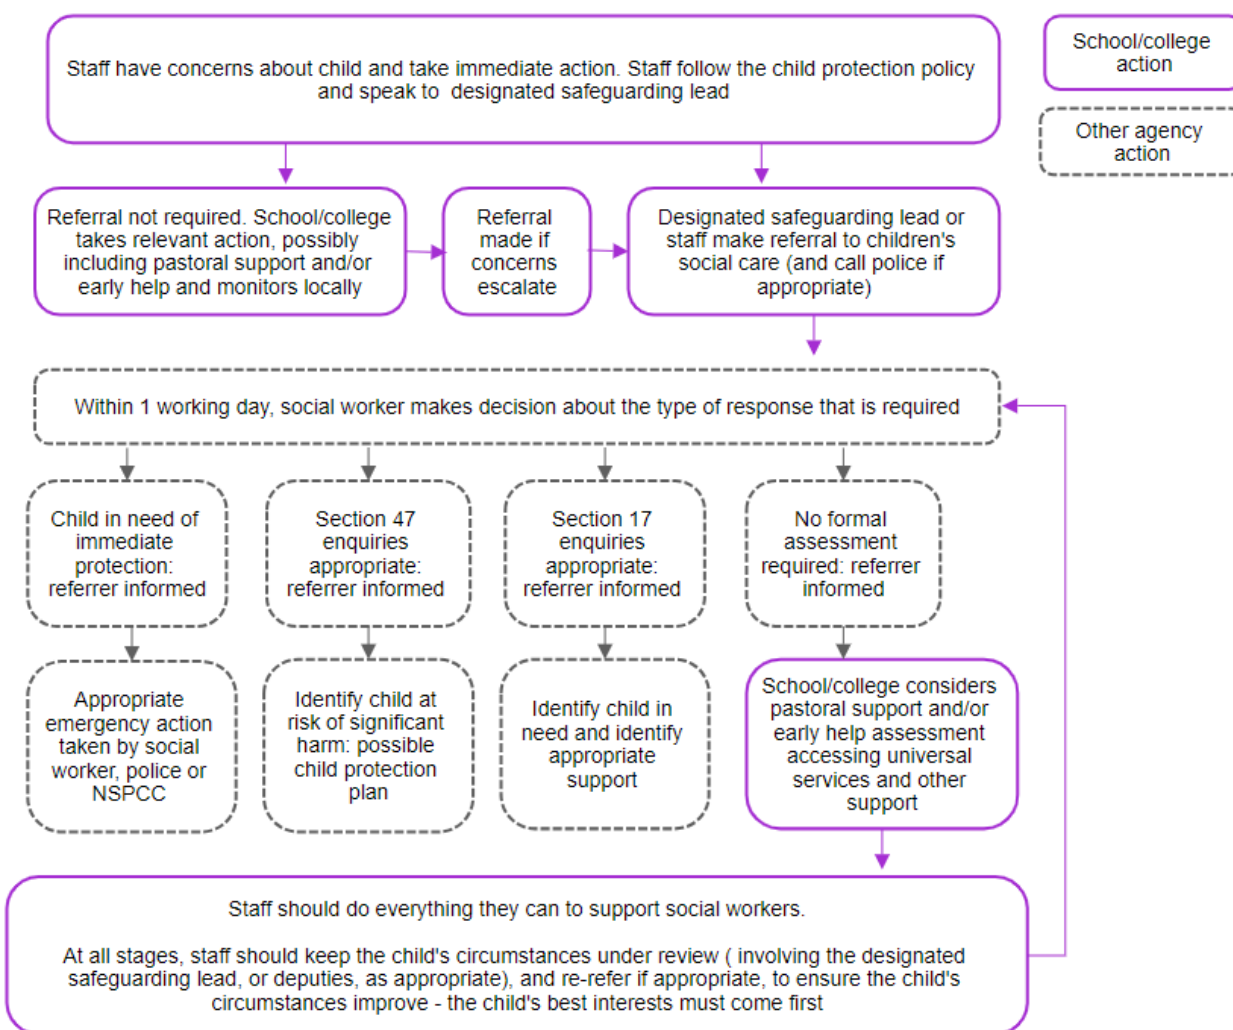 Staff have concerns about child and take immediate action. Staff follow the child protection policy
and speak to designated safeguarding lead
School/college
action
Other agency
action
Referral not required. School/college
takes relevant action, possibly
including pastoral support and/or
early help and monitors locally
Referral
made if
concerns
escalate
Designated safeguarding lead or
staff make referral to children's
social care (and call police if
appropriate)
Within 1 working day, social worker makes decision about the type of response that is required
Child in need of
immediate
protection:
referrer informed
Section 47
enquiries
appropriate:
referrer informed
Section 17
enquiries
appropriate:
referrer informed
No formal
assessment
required: referrer
informed
Appropriate
emergency action
taken by social
worker, police or
NSPCC
Identify child at
risk of significant
harm: possible
child protection
plan
Identify child in
need and identify
appropriate
support
School/college considers
pastoral support and/or
early help assessment
accessing universal
services and other
support
Staff should do everything they can to support social workers.
At all stages, staff should keep the child's circumstances under review ( involving the designated
safeguarding lead, or deputies, as appropriate), and re-refer if appropriate, to ensure the child's
circumstances improve - the child's best interests must come first